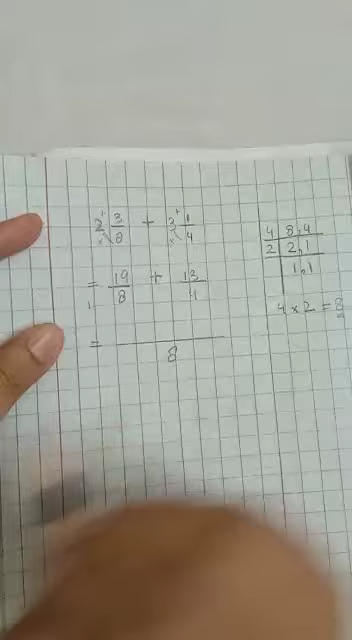 2 3/8 + 3 1/4
= 19/8 + 13/4
= ___/8
4 | 8, 4
2 | 2, 1
| 1, 1
4 × 2 = 8